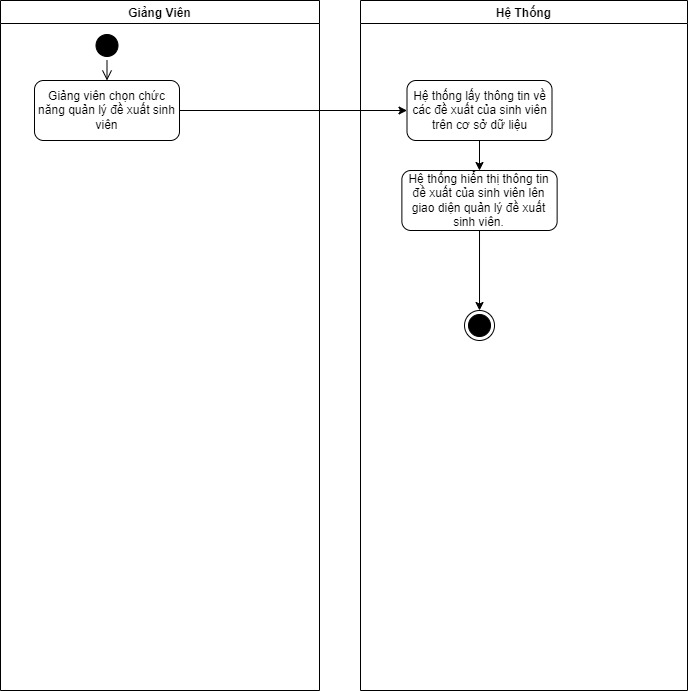 Giảng Viên
Hệ Thống
Giảng viên chọn chức
năng quản lý đề xuất sinh
viên
Hệ thống lấy thông tin về
các đề xuất của sinh viên
trên cơ sở dữ liệu
Hệ thống hiển thị thông tin
đề xuất của sinh viên lên
giao diện quản lý đề xuất
sinh viên.